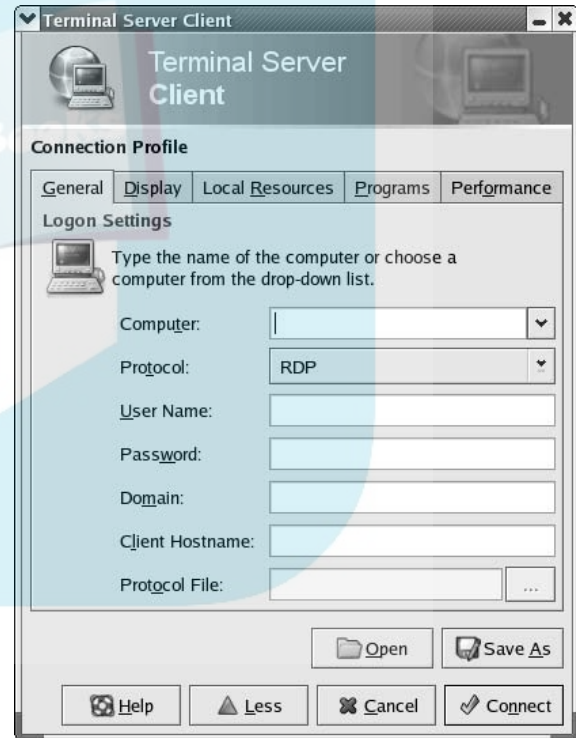 Terminal Server Client
Terminal Server
Client
Connection Profile
General Display Local Resources Programs Performance
Logon Settings
Type the name of the computer or choose a
computer from the drop-down list.
Computer:
Protocol: RDP
User Name:
Password:
Domain:
Client Hostname:
Protocol File: ...
Open Save As
Help Less Cancel Connect